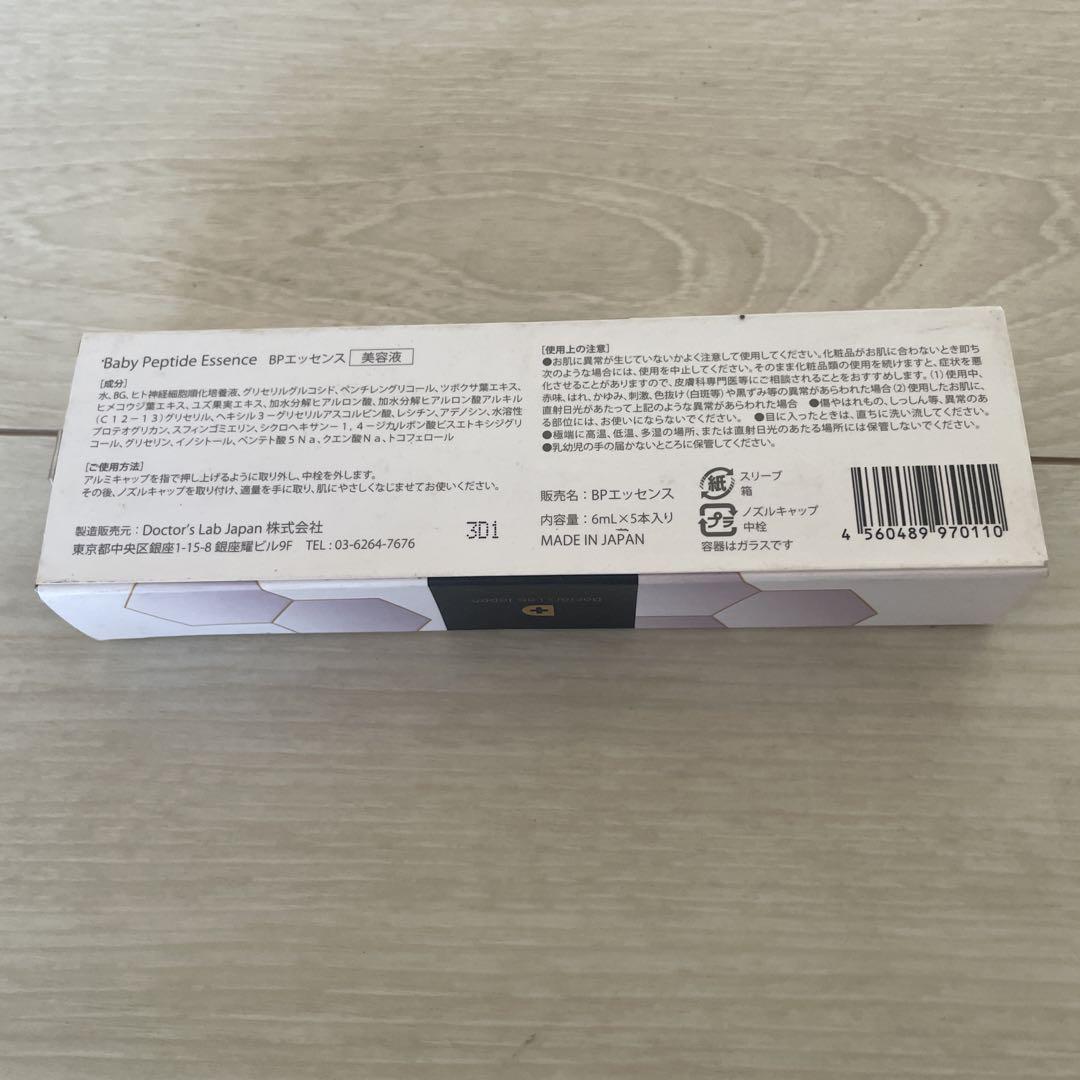 Baby Peptide Essence BPエッセンス 美容液
[成分]
水、BG、ヒト神経細胞順化培養液、グリセリルグルコシド、ペンチレングリコール、ツボクサ葉エキス、
ヒメコウジ葉エキス、ユズ果実エキス、加水分解ヒアルロン酸、加水分解ヒアルロン酸アルキル
(C12-13)グリセリル、ヘキシル3-グリセリルアスコルビン酸、レシチン、アデノシン、水溶性
プロテオグリカン、スフィンゴミエリン、シクロヘキサン-1,4-ジカルボン酸ビスエトキシジグリ
コール、グリセリン、イノシトール、ペンテト酸5Na、クエン酸Na、トコフェロール
[ご使用方法]
アルミキャップを指で押し上げるように取り外し、中栓を外します。
その後、ノズルキャップを取り付け、適量を手に取り、肌にやさしくなじませてお使いください。
製造販売元:Doctor's Lab Japan 株式会社
東京都中央区銀座1-15-8 銀座耀ビル9F TEL:03-6264-7676
3D1
[使用上の注意]
●お肌に異常が生じていないかよく注意して使用してください。化粧品がお肌に合わないとき即ち
次のような場合には、使用を中止してください。そのまま化粧品類の使用を続けますと、症状を悪
化させることがありますので、皮膚科専門医等にご相談されることをおすすめします。(1)使用中、
赤味、はれ、かゆみ、刺激、色抜け(白斑等)や黒ずみ等の異常があらわれた場合(2)使用したお肌に、
直射日光があたって上記のような異常があらわれた場合 ●傷やはれもの、しっしん等、異常のあ
る部位には、お使いにならないでください。 ●目に入ったときは、直ちに洗い流してください。
●極端に高温、低温、多湿の場所、または直射日光のあたる場所には保管しないでください。
●乳幼児の手の届かないところに保管してください。
販売名:BPエッセンス
内容量:6mL×5本入り
MADE IN JAPAN
紙 スリーブ
箱
プラ ノズルキャップ
中栓
容器はガラスです
4 560489 970110
Doctor's Lab Japan